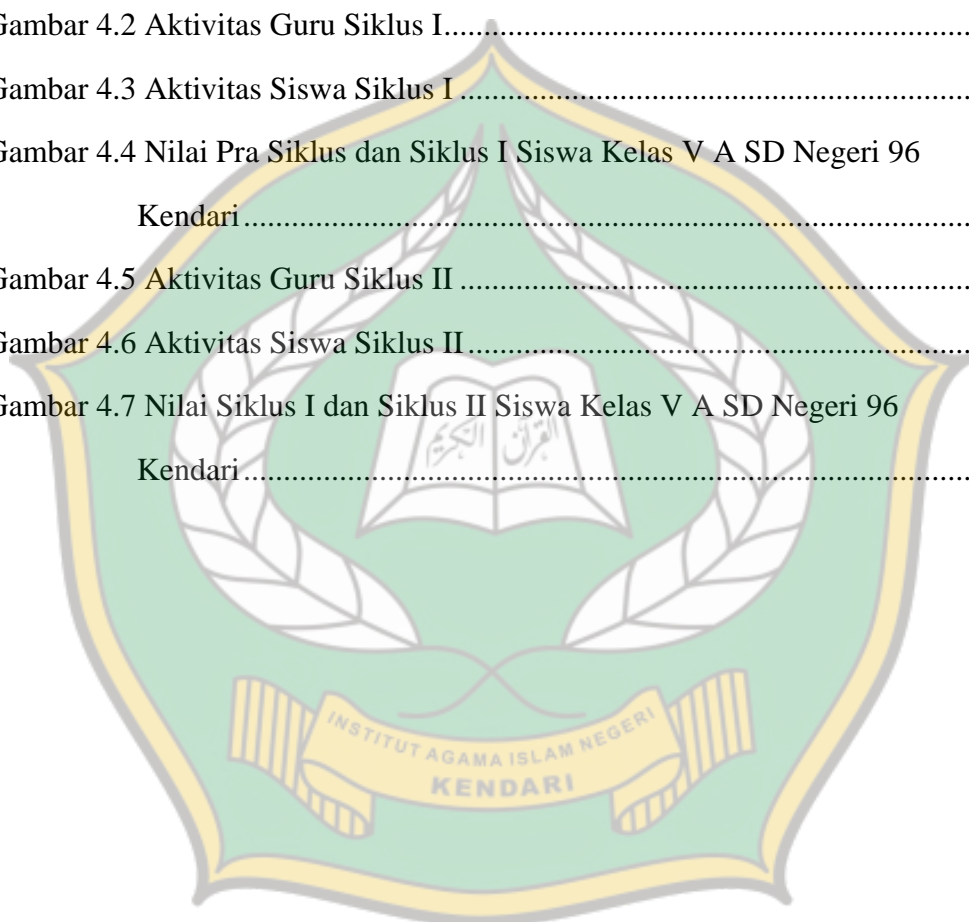 Gambar 4.2 Aktivitas Guru Siklus I......................................................................
Gambar 4.3 Aktivitas Siswa Siklus I....................................................................
Gambar 4.4 Nilai Pra Siklus dan Siklus I Siswa Kelas V A SD Negeri 96
Kendari..............................................................................................
Gambar 4.5 Aktivitas Guru Siklus II....................................................................
Gambar 4.6 Aktivitas Siswa Siklus II...................................................................
Gambar 4.7 Nilai Siklus I dan Siklus II Siswa Kelas V A SD Negeri 96
Kendari..............................................................................................
القرآن الكريم
INSTITUT AGAMA ISLAM NEGERI
KENDARI